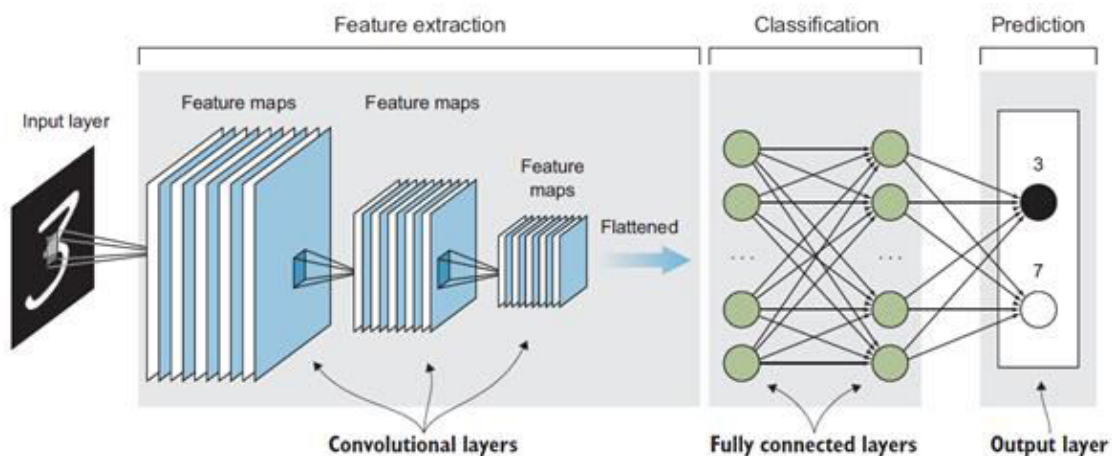 Feature extraction
Classification
Prediction
Input layer
Feature maps
Feature maps
Feature
maps
Flattened
. . .
. . .
3
7
Convolutional layers
Fully connected layers
Output layer